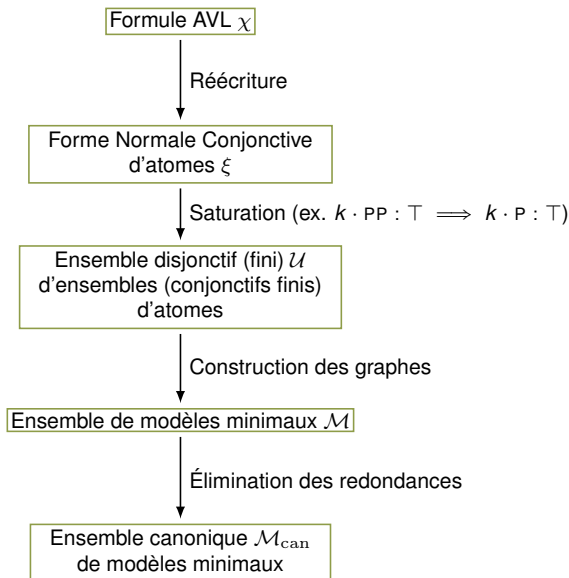 Formule AVL χ
Réécriture
Forme Normale Conjonctive
d'atomes ξ
Saturation (ex. k · PP : ⊤ ⟹ k · P : ⊤)
Ensemble disjonctif (fini) 𝒰
d'ensembles (conjonctifs finis)
d'atomes
Construction des graphes
Ensemble de modèles minimaux ℳ
Élimination des redondances
Ensemble canonique ℳcan
de modèles minimaux